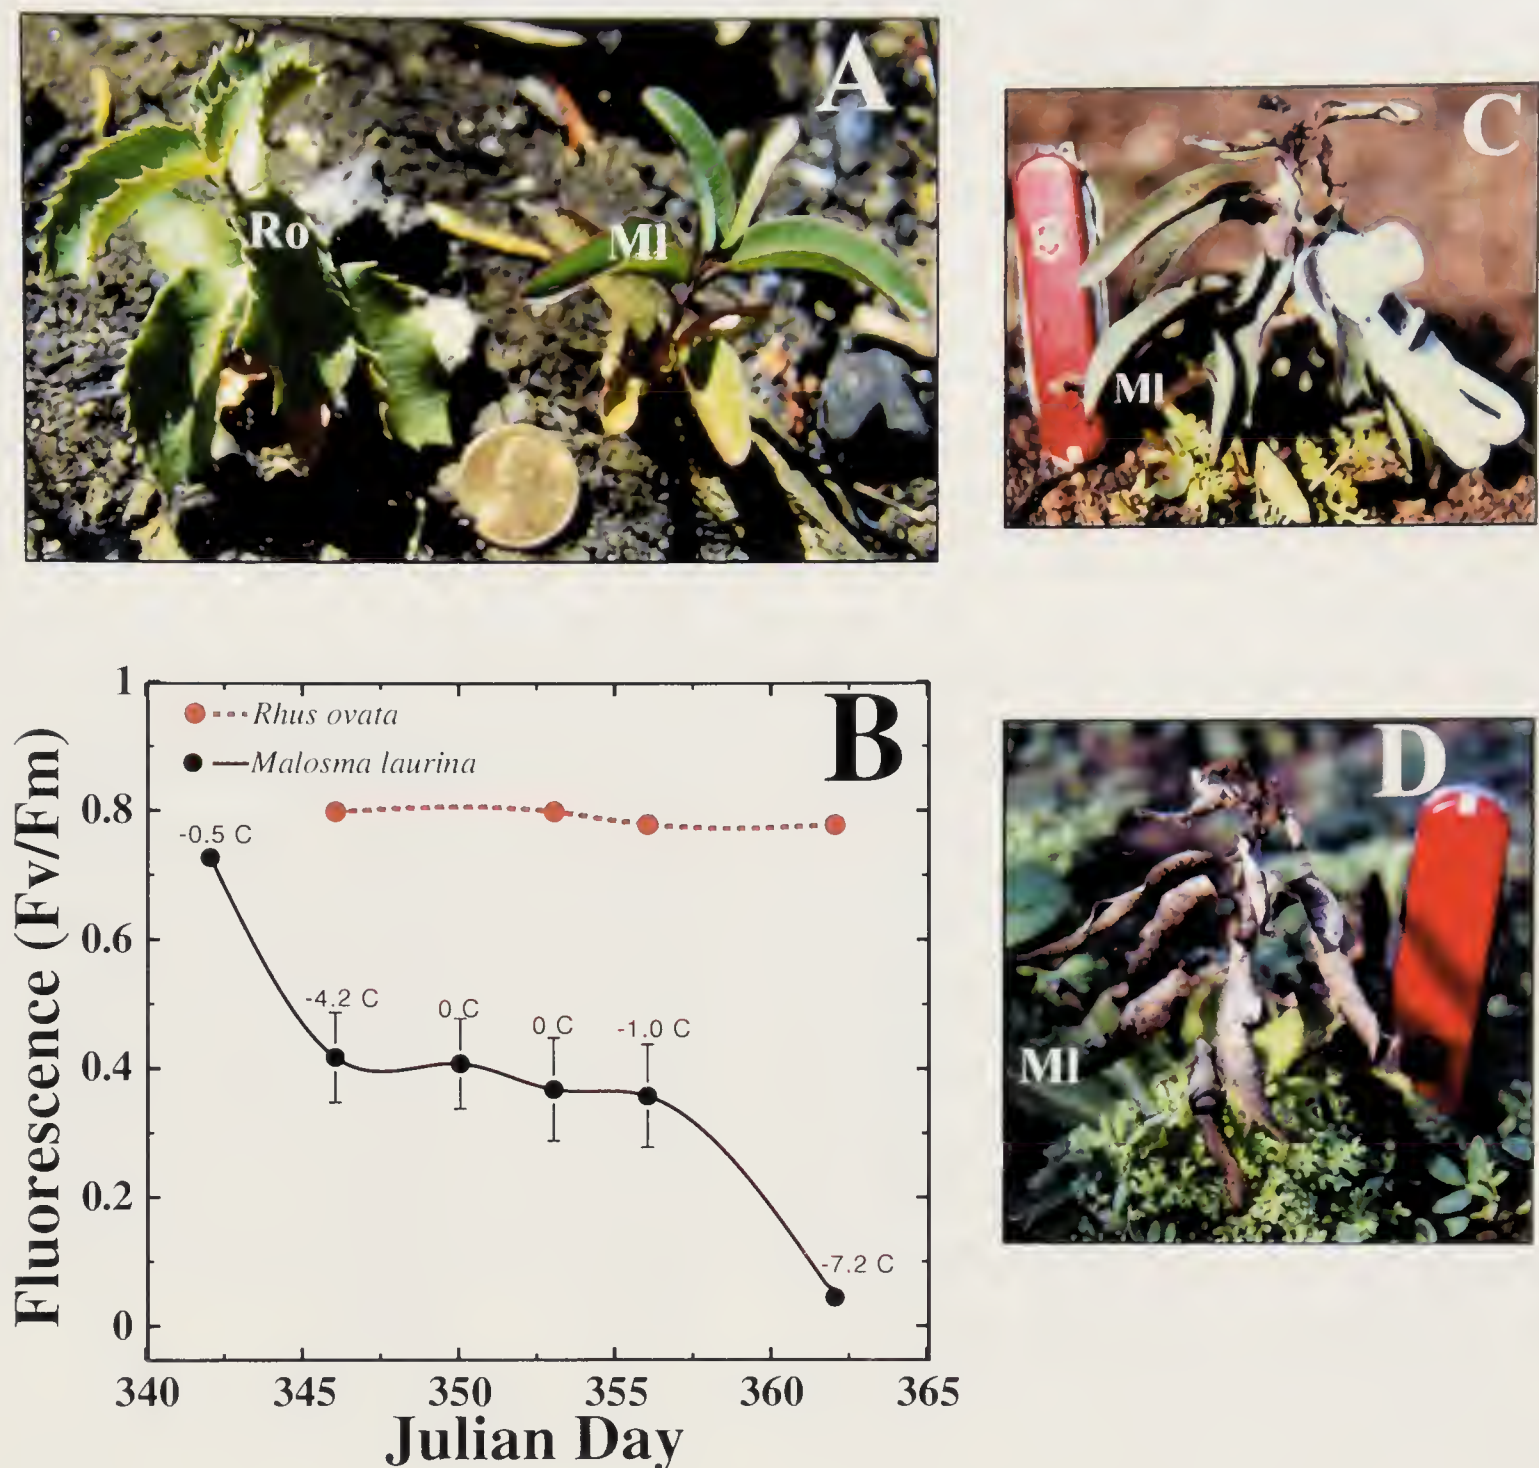 A
Ro
Ml
C
Ml
B
Rhus ovata
Malosma laurina
Fluorescence (Fv/Fm)
1
0.8
0.6
0.4
0.2
0
-0.5 C
-4.2 C
0 C
0 C
-1.0 C
-7.2 C
340 345 350 355 360 365
Julian Day
D
Ml